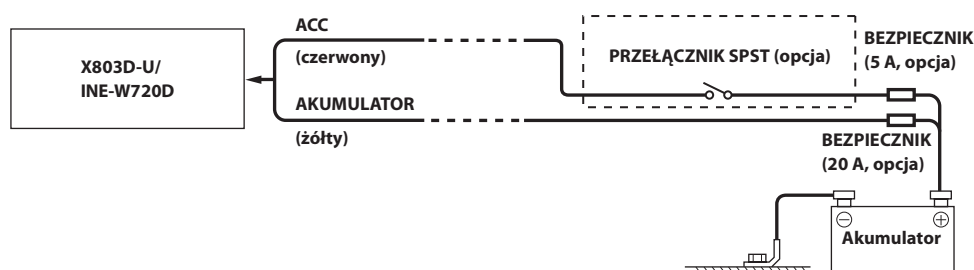 X803D-U/
INE-W720D
ACC
(czerwony)
AKUMULATOR
(żółty)
PRZEŁĄCZNIK SPST (opcja)
BEZPIECZNIK
(5 A, opcja)
BEZPIECZNIK
(20 A, opcja)
Akumulator